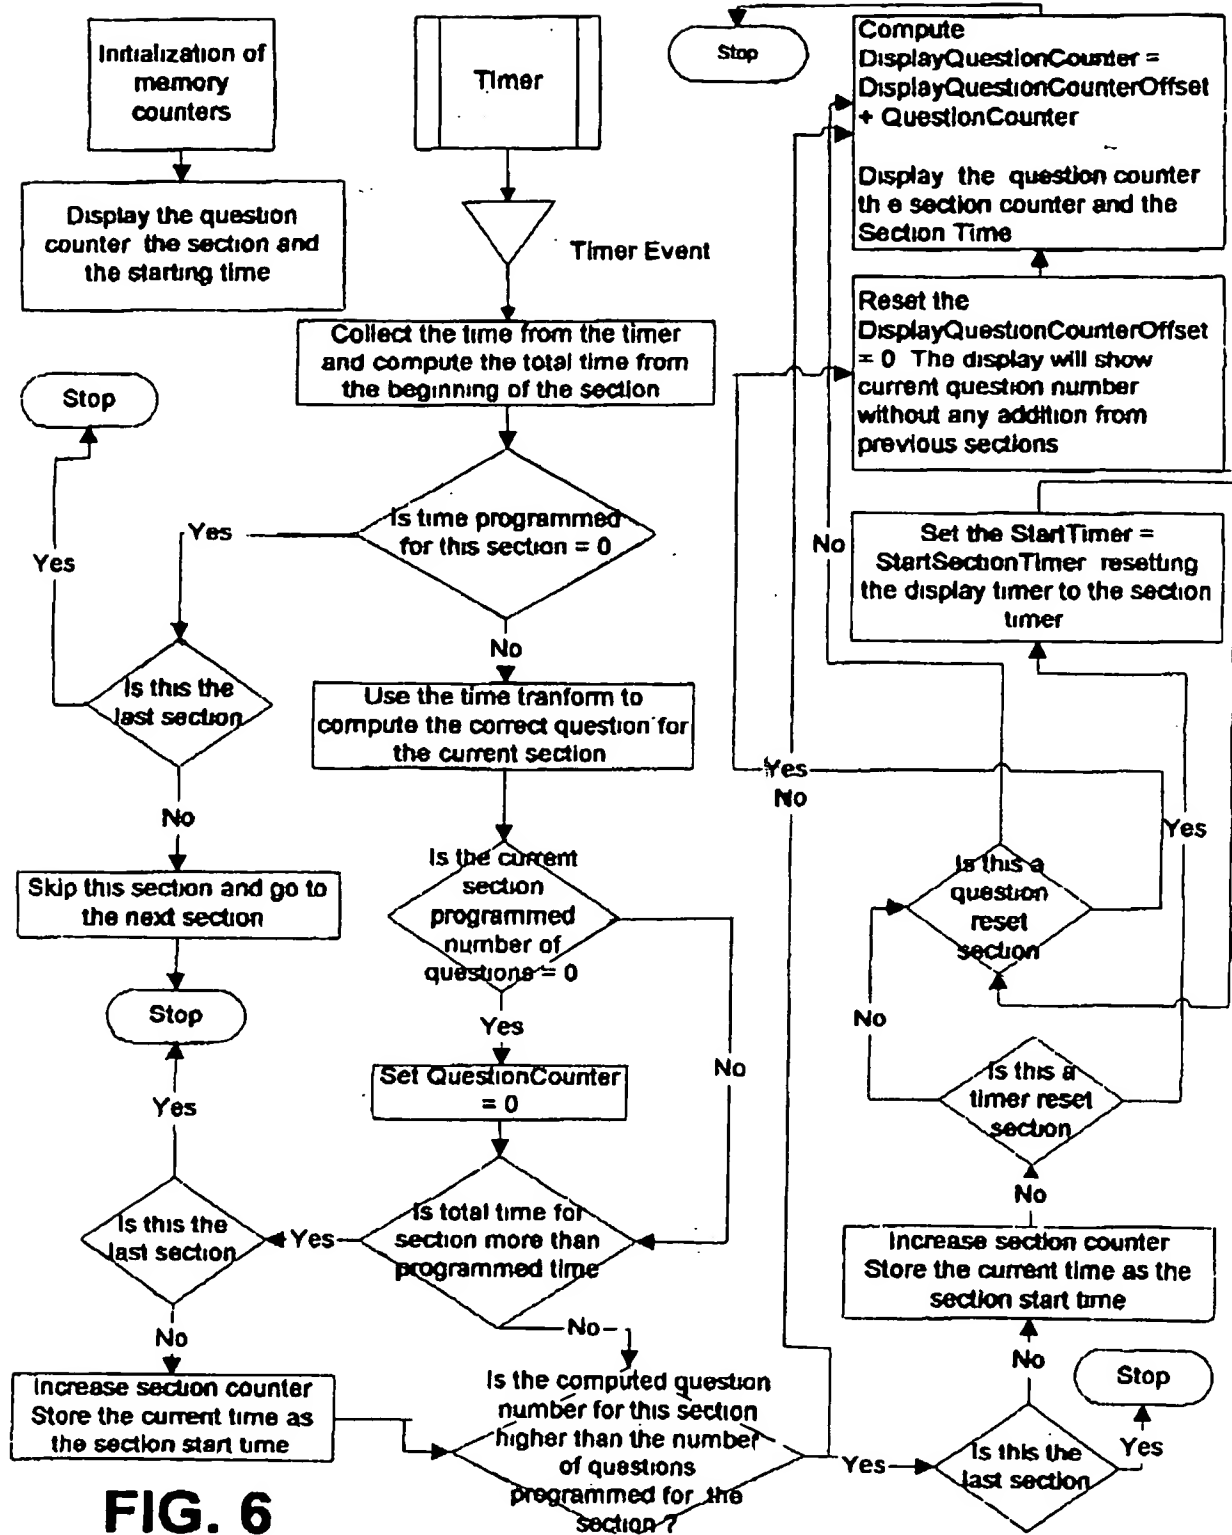 Initialization of
memory
counters
Timer
Stop
Compute
DisplayQuestionCounter =
DisplayQuestionCounterOffset
+ QuestionCounter
Display the question counter
th e section counter and the
Section Time
Display the question
counter the section and
the starting time
Timer Event
Collect the time from the timer
and compute the total time from
the beginning of the section
Reset the
DisplayQuestionCounterOffset
= 0 The display will show
current question number
without any addition from
previous sections
Stop
Is time programmed
for this section = 0
Yes
Yes
No
No
Set the StartTimer =
StartSectionTimer resetting
the display timer to the section
timer
Is this the
last section
Use the time tranform to
compute the correct question for
the current section
Yes
No
No
Yes
Is the current
section
programmed
number of
questions = 0
Is this a
question
reset
section
Skip this section and go to
the next section
Stop
Yes
No
No
Set QuestionCounter
= 0
Is this a
timer reset
section
Yes
No
Is this the
last section
Yes
Is total time for
section more than
programmed time
Increase section counter
Store the current time as the
section start time
No
No
No
Stop
Increase section counter
Store the current time as
the section start time
Is the computed question
number for this section
higher than the number
of questions
programmed for the
section ?
Yes
Is this the
last section
Yes
FIG. 6